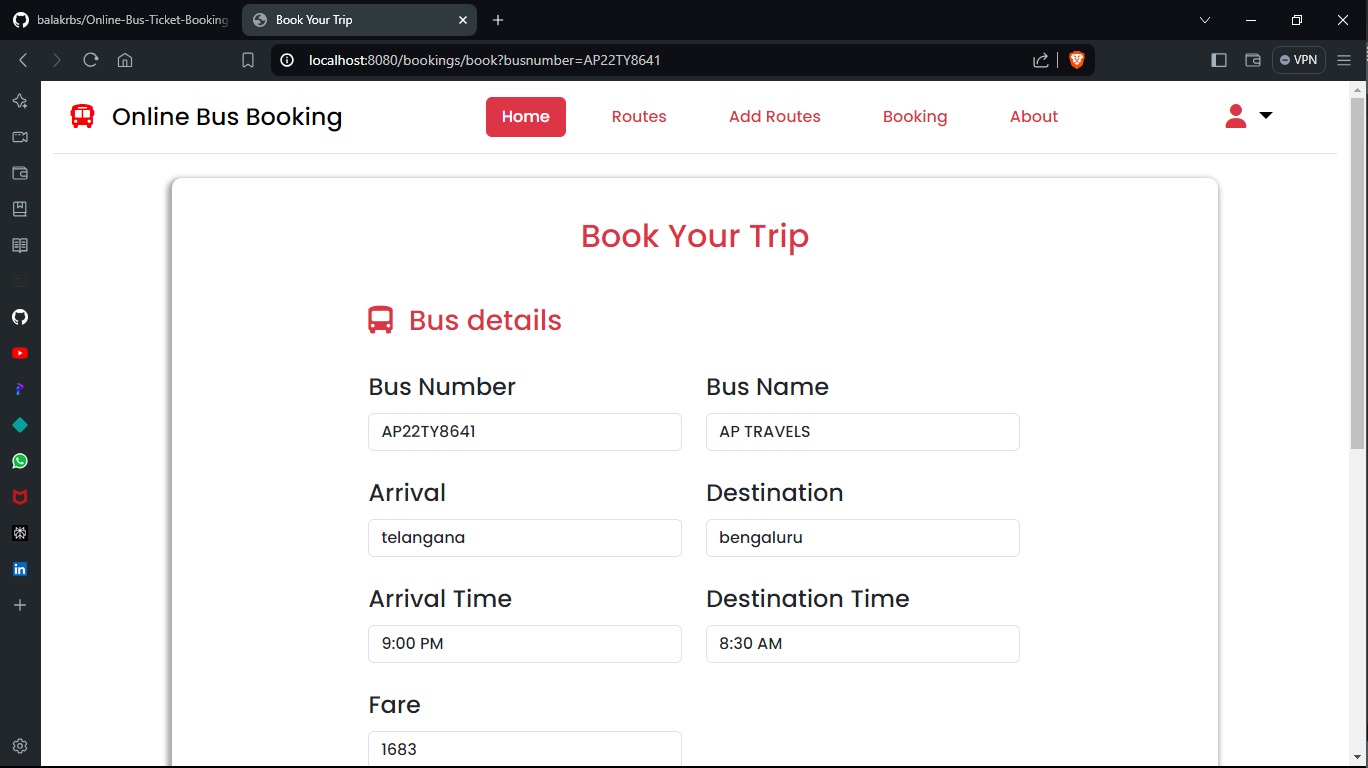 balakrbs/Online-Bus-Ticket-Booking
Book Your Trip
localhost:8080/bookings/book?busnumber=AP22TY8641
VPN
Online Bus Booking
Home
Routes
Add Routes
Booking
About
Book Your Trip
Bus details
Bus Number
Bus Name
AP22TY8641
AP TRAVELS
Arrival
Destination
telangana
bengaluru
Arrival Time
Destination Time
9:00 PM
8:30 AM
Fare
1683
in